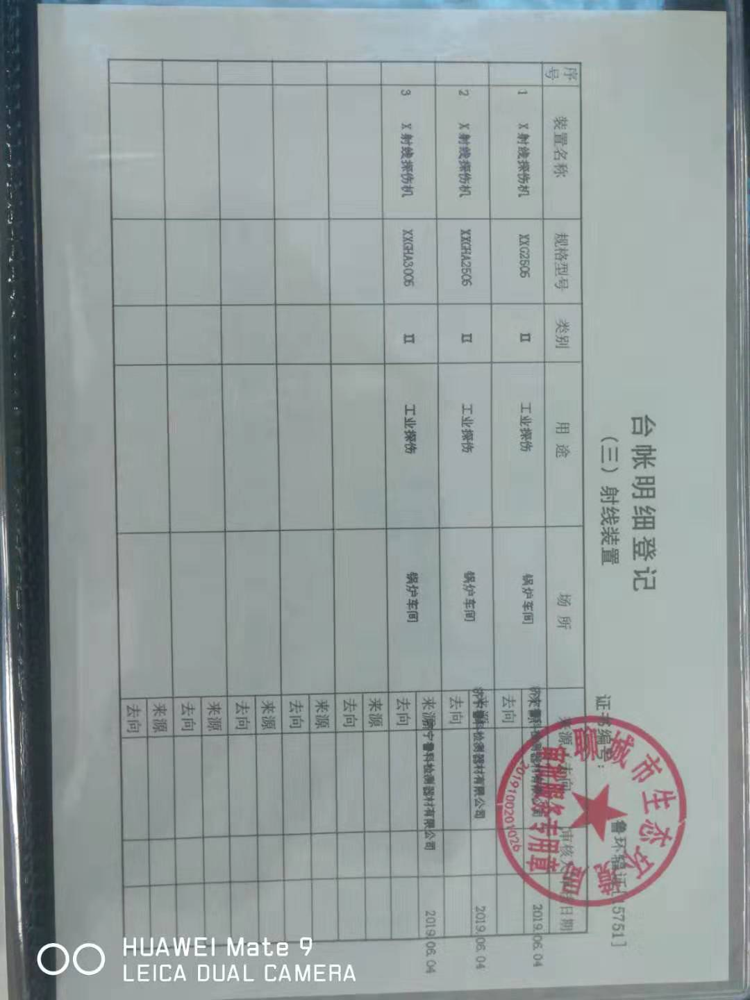 台帐明细登记
（三）射线装置
证书编号： 鲁环辐证[15751]
序号 装置名称 规格型号 类别 用途 场所 来源/去向 审核人 审核日期
1 X射线探伤机 XXG2505 II 工业探伤 锅炉车间 来源 济宁鲁科检测器材有限公司 2019.06.04
去向
2 X射线探伤机 XXGHA2505 II 工业探伤 锅炉车间 来源 济宁鲁科检测器材有限公司 2019.06.04
去向
3 X射线探伤机 XXGHA3005 II 工业探伤 锅炉车间 来源 济宁鲁科检测器材有限公司 2019.06.04
去向
来源
去向
来源
去向
来源
去向
来源
去向
来源
去向
市生态环
服务专用章
2019100201026
HUAWEI Mate 9
LEICA DUAL CAMERA